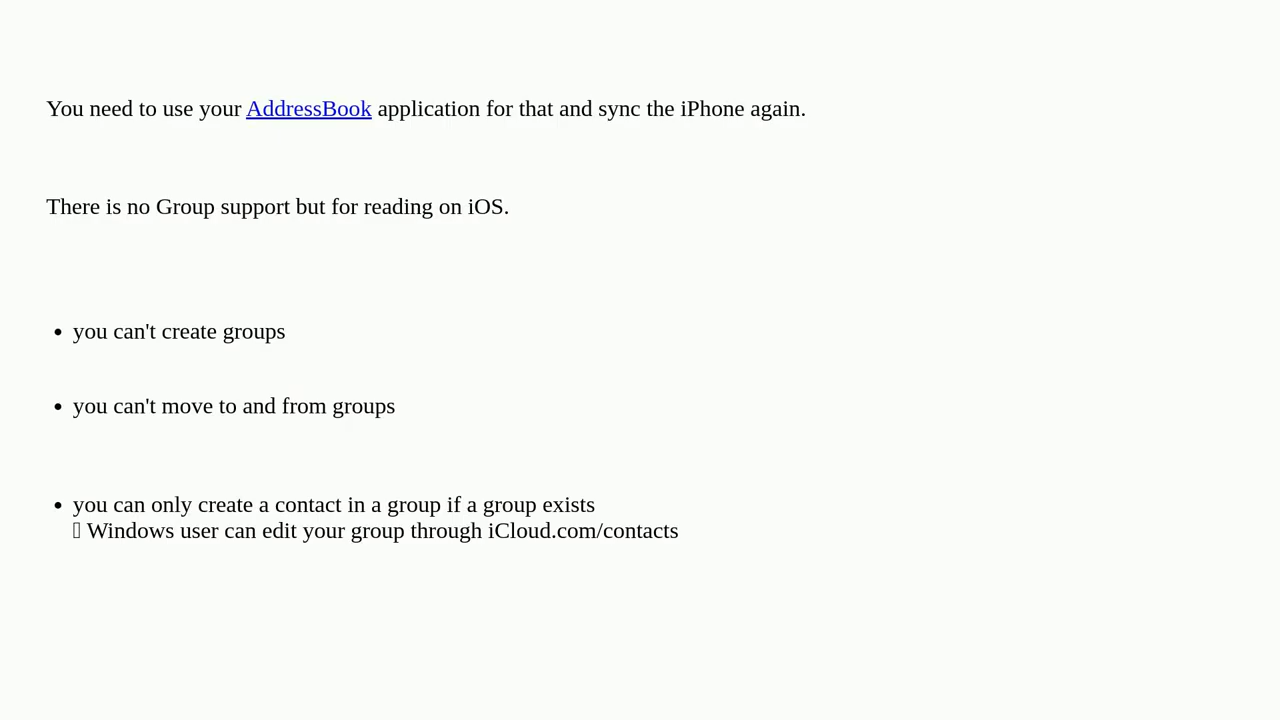 You need to use your AddressBook application for that and sync the iPhone again.
There is no Group support but for reading on iOS.
• you can't create groups
• you can't move to and from groups
• you can only create a contact in a group if a group exists
Windows user can edit your group through iCloud.com/contacts